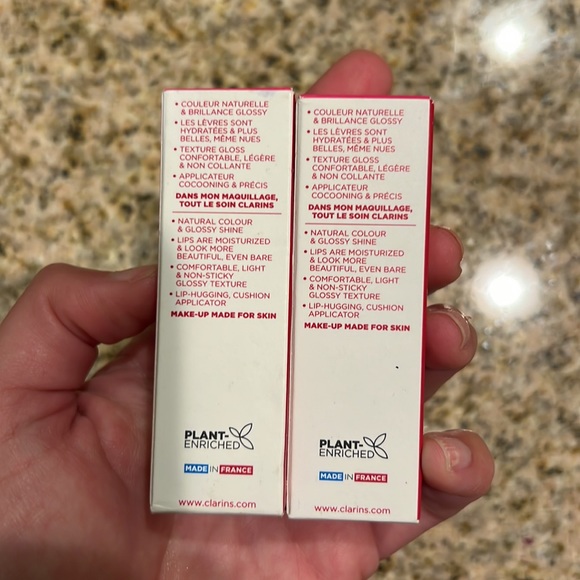 • COULEUR NATURELLE
& BRILLANCE GLOSSY
• LES LÈVRES SONT
HYDRATÉES & PLUS
BELLES, MÊME NUES
• TEXTURE GLOSS
CONFORTABLE, LÉGÈRE
& NON COLLANTE
• APPLICATEUR
COCOONING & PRÉCIS
DANS MON MAQUILLAGE,
TOUT LE SOIN CLARINS
• NATURAL COLOUR
& GLOSSY SHINE
• LIPS ARE MOISTURIZED
& LOOK MORE
BEAUTIFUL, EVEN BARE
• COMFORTABLE, LIGHT
& NON-STICKY
GLOSSY TEXTURE
• LIP-HUGGING, CUSHION
APPLICATOR
MAKE-UP MADE FOR SKIN
PLANT-
ENRICHED
MADE IN FRANCE
www.clarins.com
• COULEUR NATURELLE
& BRILLANCE GLOSSY
• LES LÈVRES SONT
HYDRATÉES & PLUS
BELLES, MÊME NUES
• TEXTURE GLOSS
CONFORTABLE, LÉGÈRE
& NON COLLANTE
• APPLICATEUR
COCOONING & PRÉCIS
DANS MON MAQUILLAGE,
TOUT LE SOIN CLARINS
• NATURAL COLOUR
& GLOSSY SHINE
• LIPS ARE MOISTURIZED
& LOOK MORE
BEAUTIFUL, EVEN BARE
• COMFORTABLE, LIGHT
& NON-STICKY
GLOSSY TEXTURE
• LIP-HUGGING, CUSHION
APPLICATOR
MAKE-UP MADE FOR SKIN
PLANT-
ENRICHED
MADE IN FRANCE
www.clarins.com